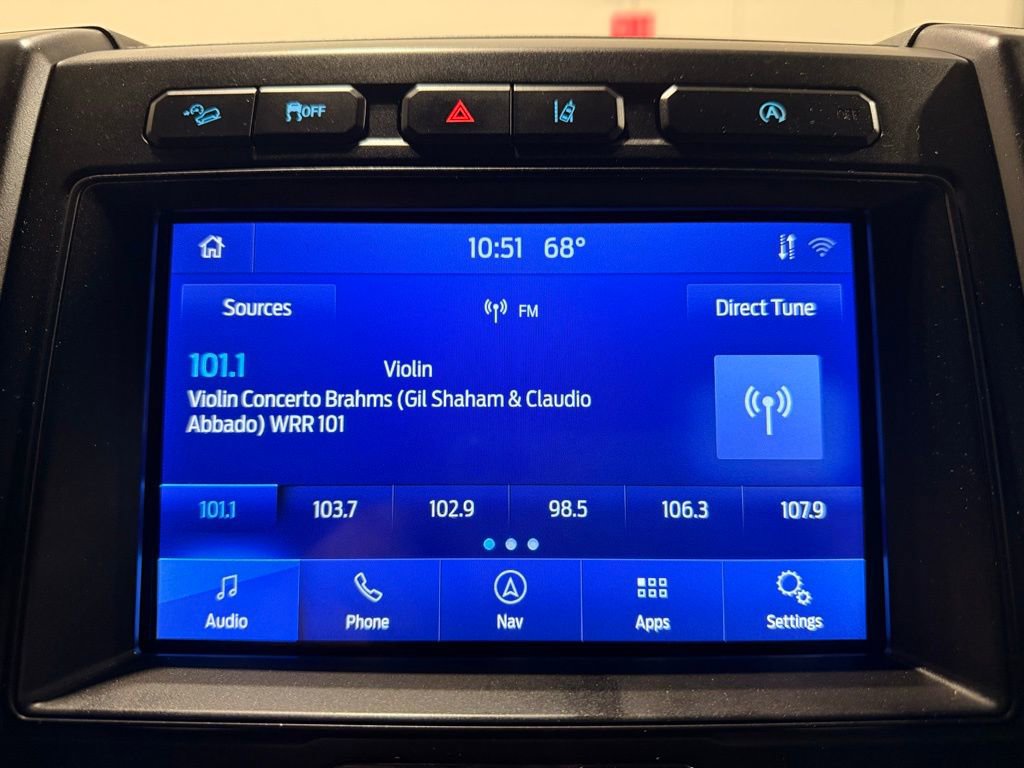 OFF
A OFF
10:51 68°
Sources FM Direct Tune
101.1 Violin
Violin Concerto Brahms (Gil Shaham & Claudio
Abbado) WRR 101
101.1 103.7 102.9 98.5 106.3 107.9
Audio Phone Nav Apps Settings